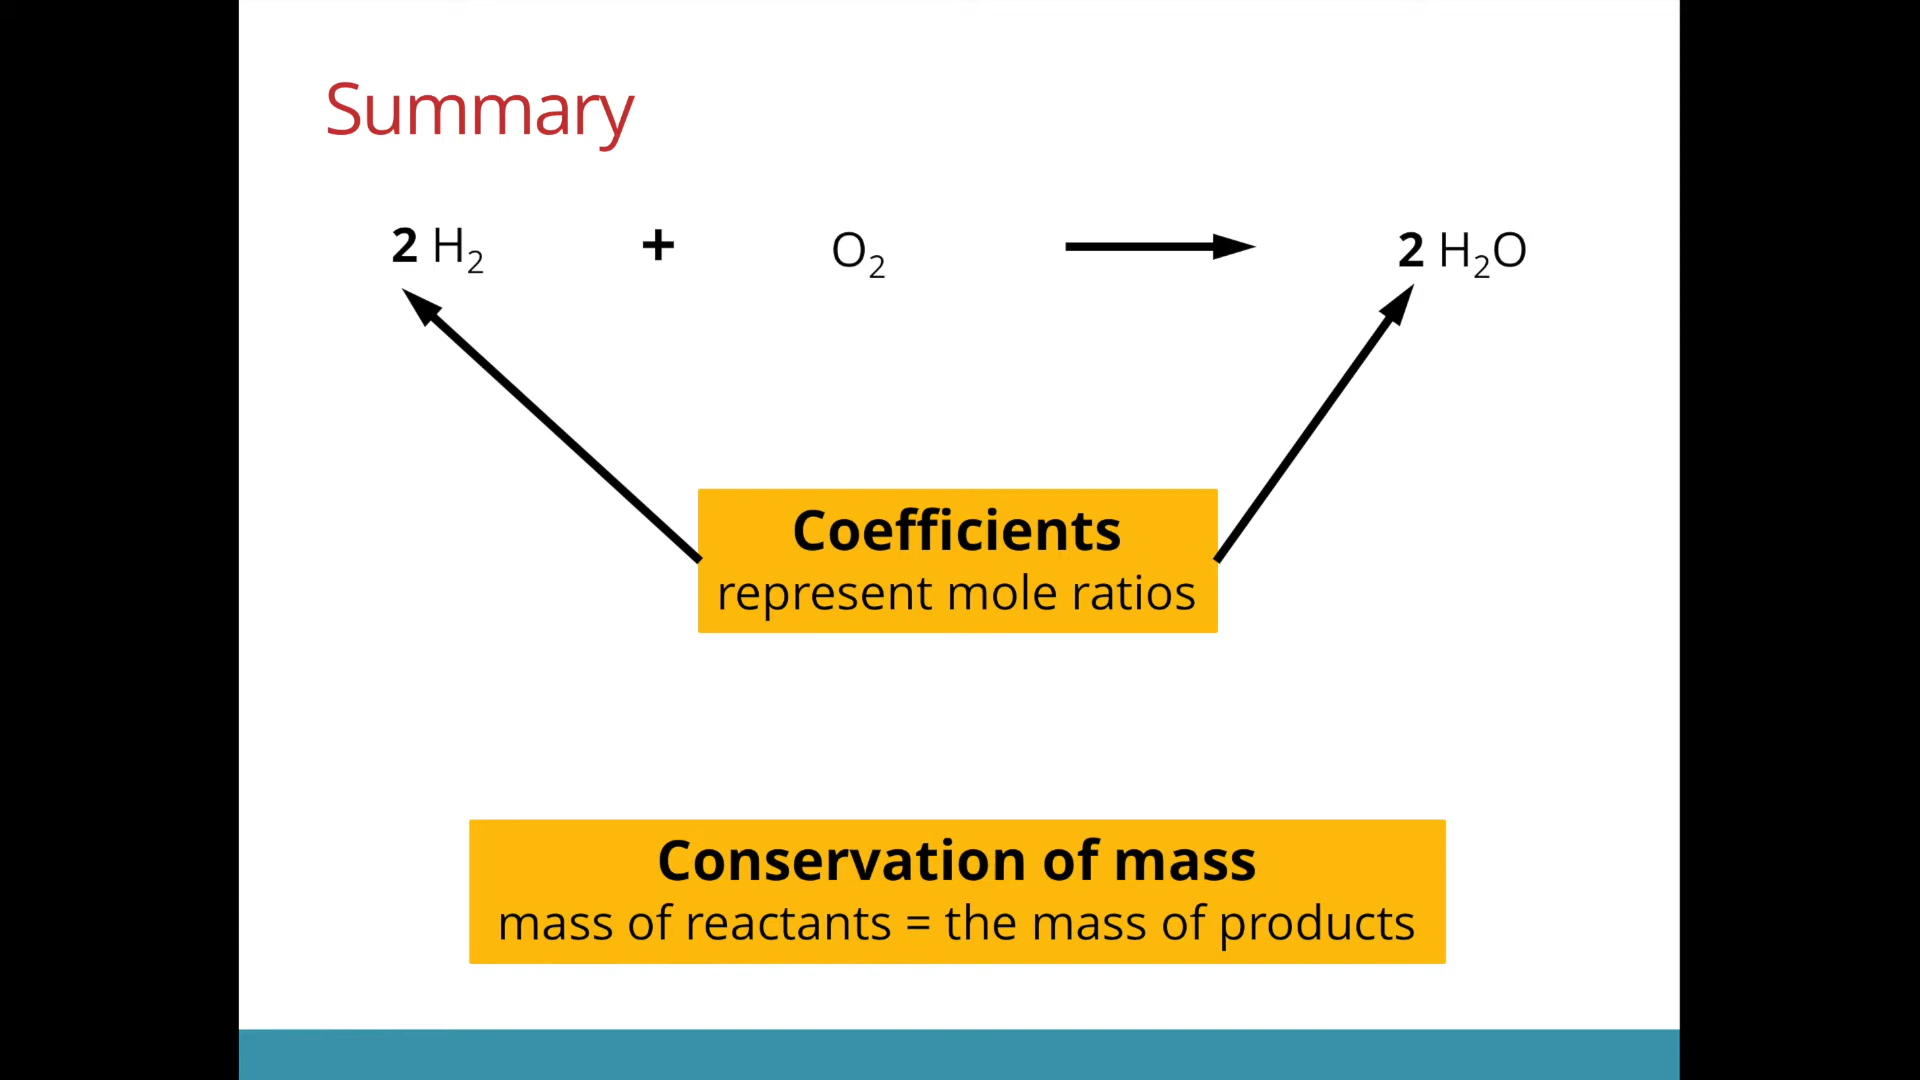 Summary
2 H₂ + O₂ → 2 H₂O
Coefficients
represent mole ratios
Conservation of mass
mass of reactants = the mass of products